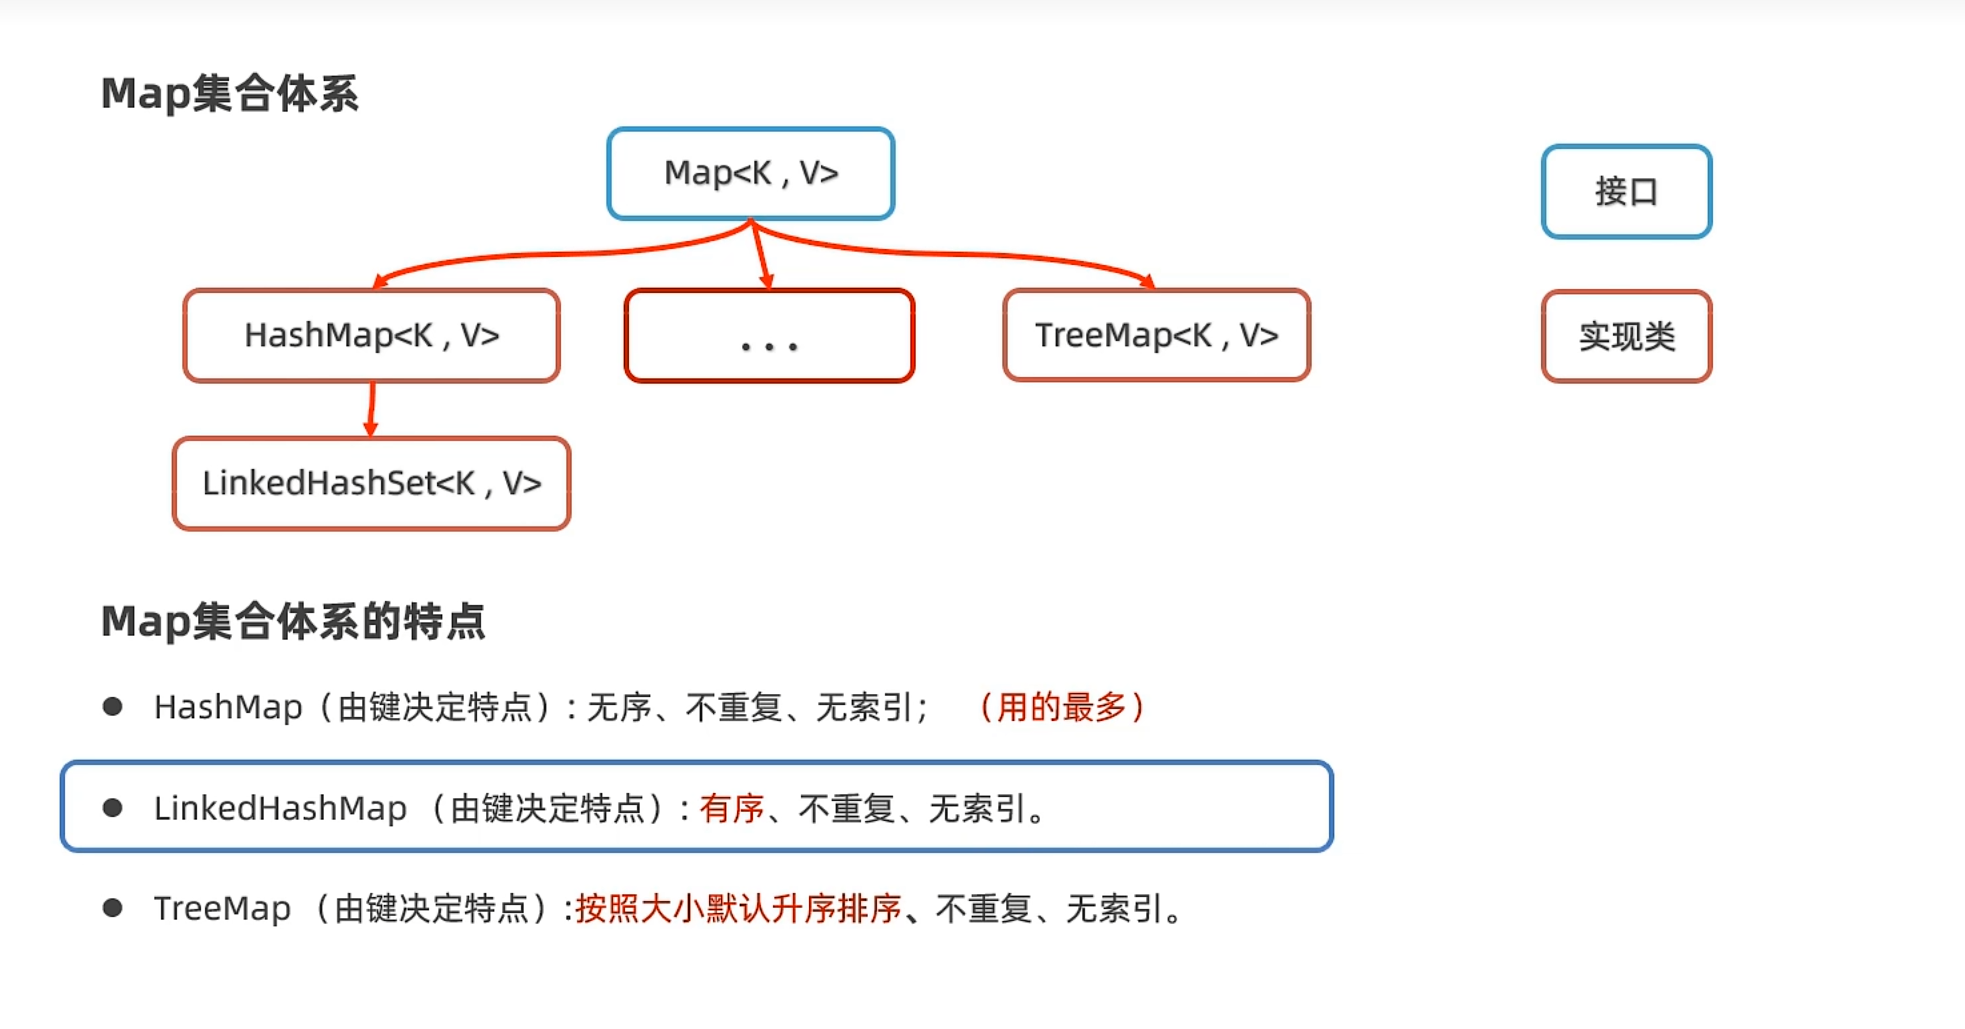 Map集合体系
Map<K , V>
接口
HashMap<K , V>
...
TreeMap<K , V>
实现类
LinkedHashSet<K , V>
Map集合体系的特点
● HashMap（由键决定特点）: 无序、不重复、无索引; （用的最多）
● LinkedHashMap （由键决定特点）: 有序、不重复、无索引。
● TreeMap （由键决定特点）:按照大小默认升序排序、不重复、无索引。